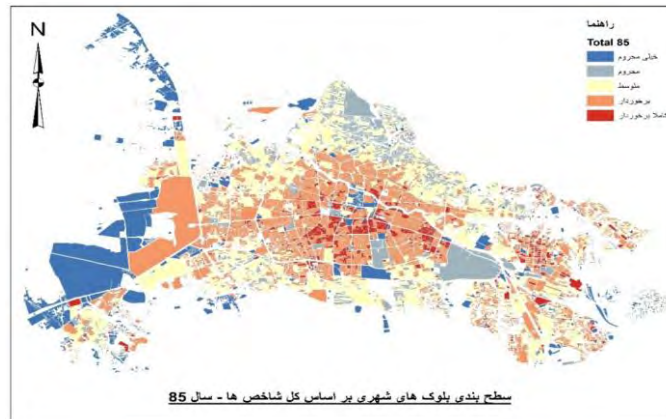 N
راهنما
Total 85
خیلی محروم
محروم
متوسط
برخوردار
کاملا برخوردار
سطح بندی بلوک های شهری بر اساس کل شاخص ها - سال 85